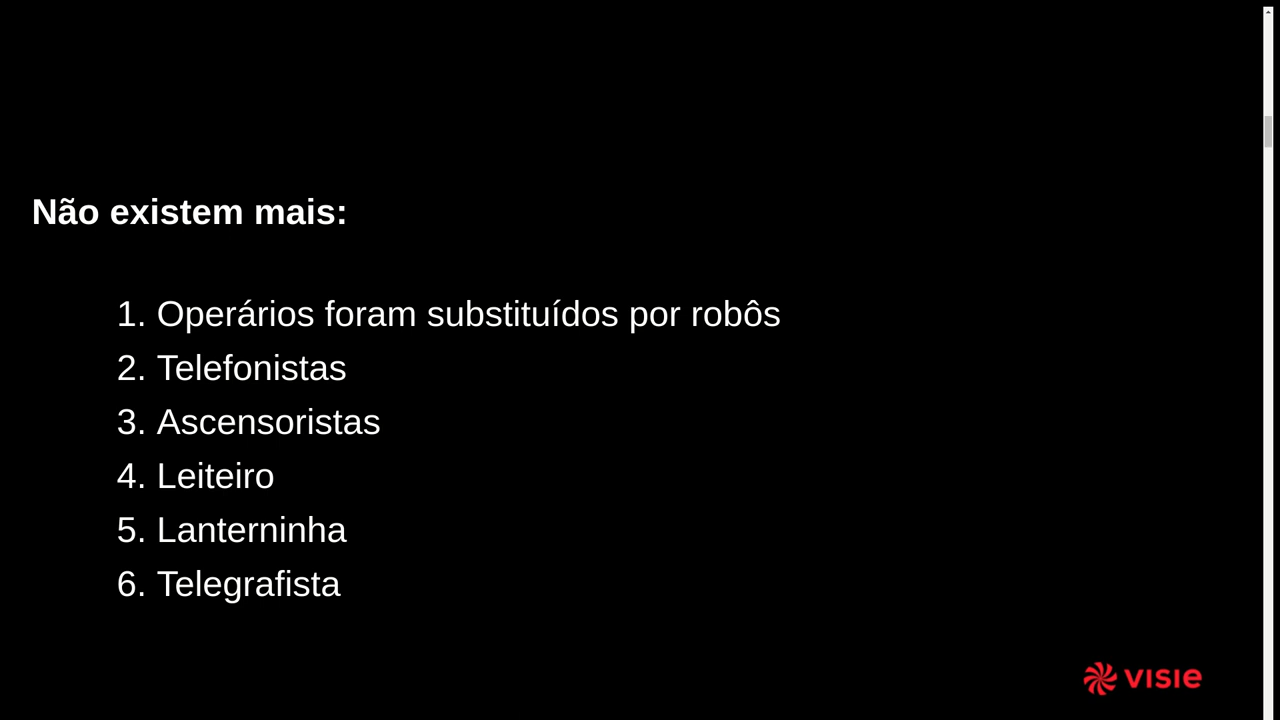 Não existem mais:
1. Operários foram substituídos por robôs
2. Telefonistas
3. Ascensoristas
4. Leiteiro
5. Lanterninha
6. Telegrafista
VISIE